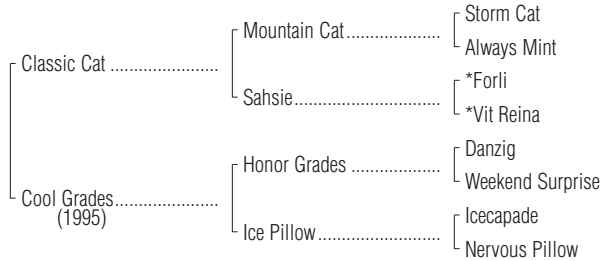 Storm Cat
Mountain Cat....................
Always Mint
Classic Cat ........................
*Forli
Sahsie................................
*Vit Reina
Danzig
Honor Grades ....................
Weekend Surprise
Cool Grades.......................
(1995)
Icecapade
Ice Pillow...........................
Nervous Pillow